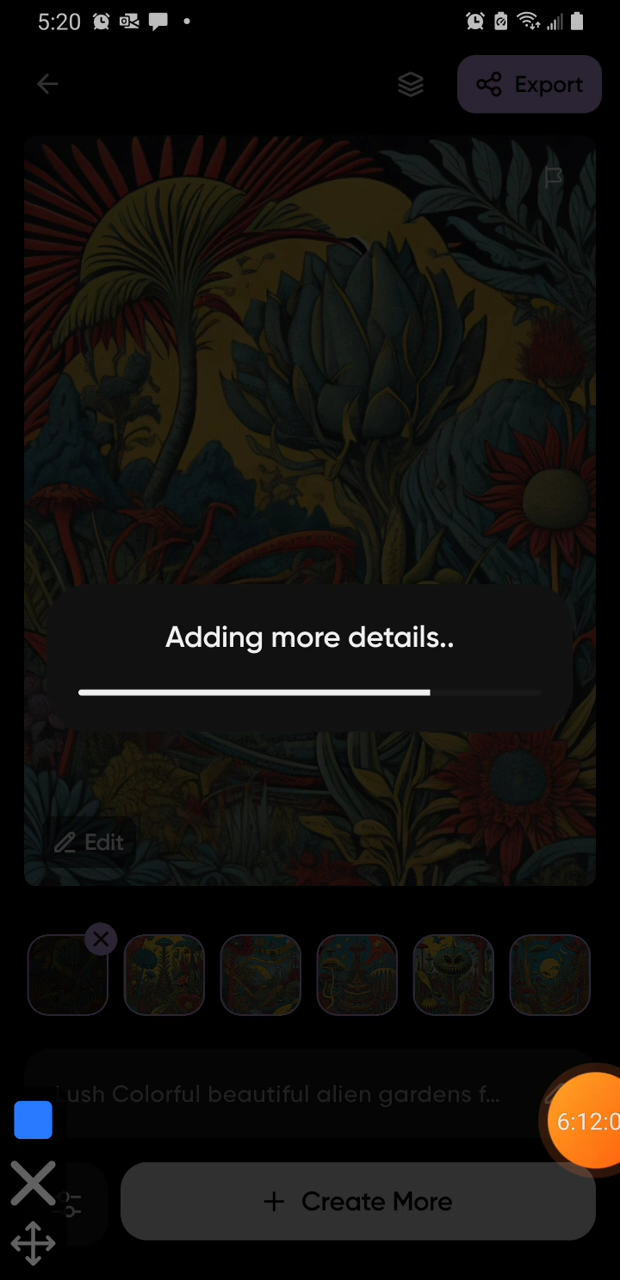 5:20
Export
Adding more details..
Edit
Lush Colorful beautiful alien gardens f...
6:12:0
+ Create More